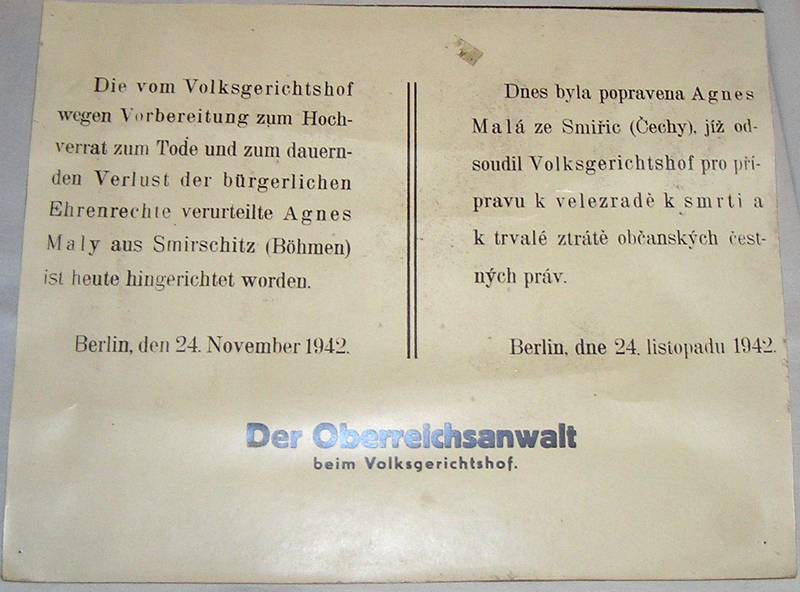 Die vom Volksgerichtshof
wegen Vorbereitung zum Hoch-
verrat zum Tode und zum dauern-
den Verlust der bürgerlichen
Ehrenrechte verurteilte Agnes
Maly aus Smirschitz (Böhmen)
ist heute hingerichtet worden.
Berlin, den 24. November 1942.
Dnes byla popravena Agnes
Malá ze Smiřic (Čechy), jíž od-
soudil Volksgerichtshof pro pří-
pravu k velezradě k smrti a
k trvalé ztrátě občanských čest-
ných práv.
Berlin, dne 24. listopadu 1942.
Der Oberreichsanwalt
beim Volksgerichtshof.